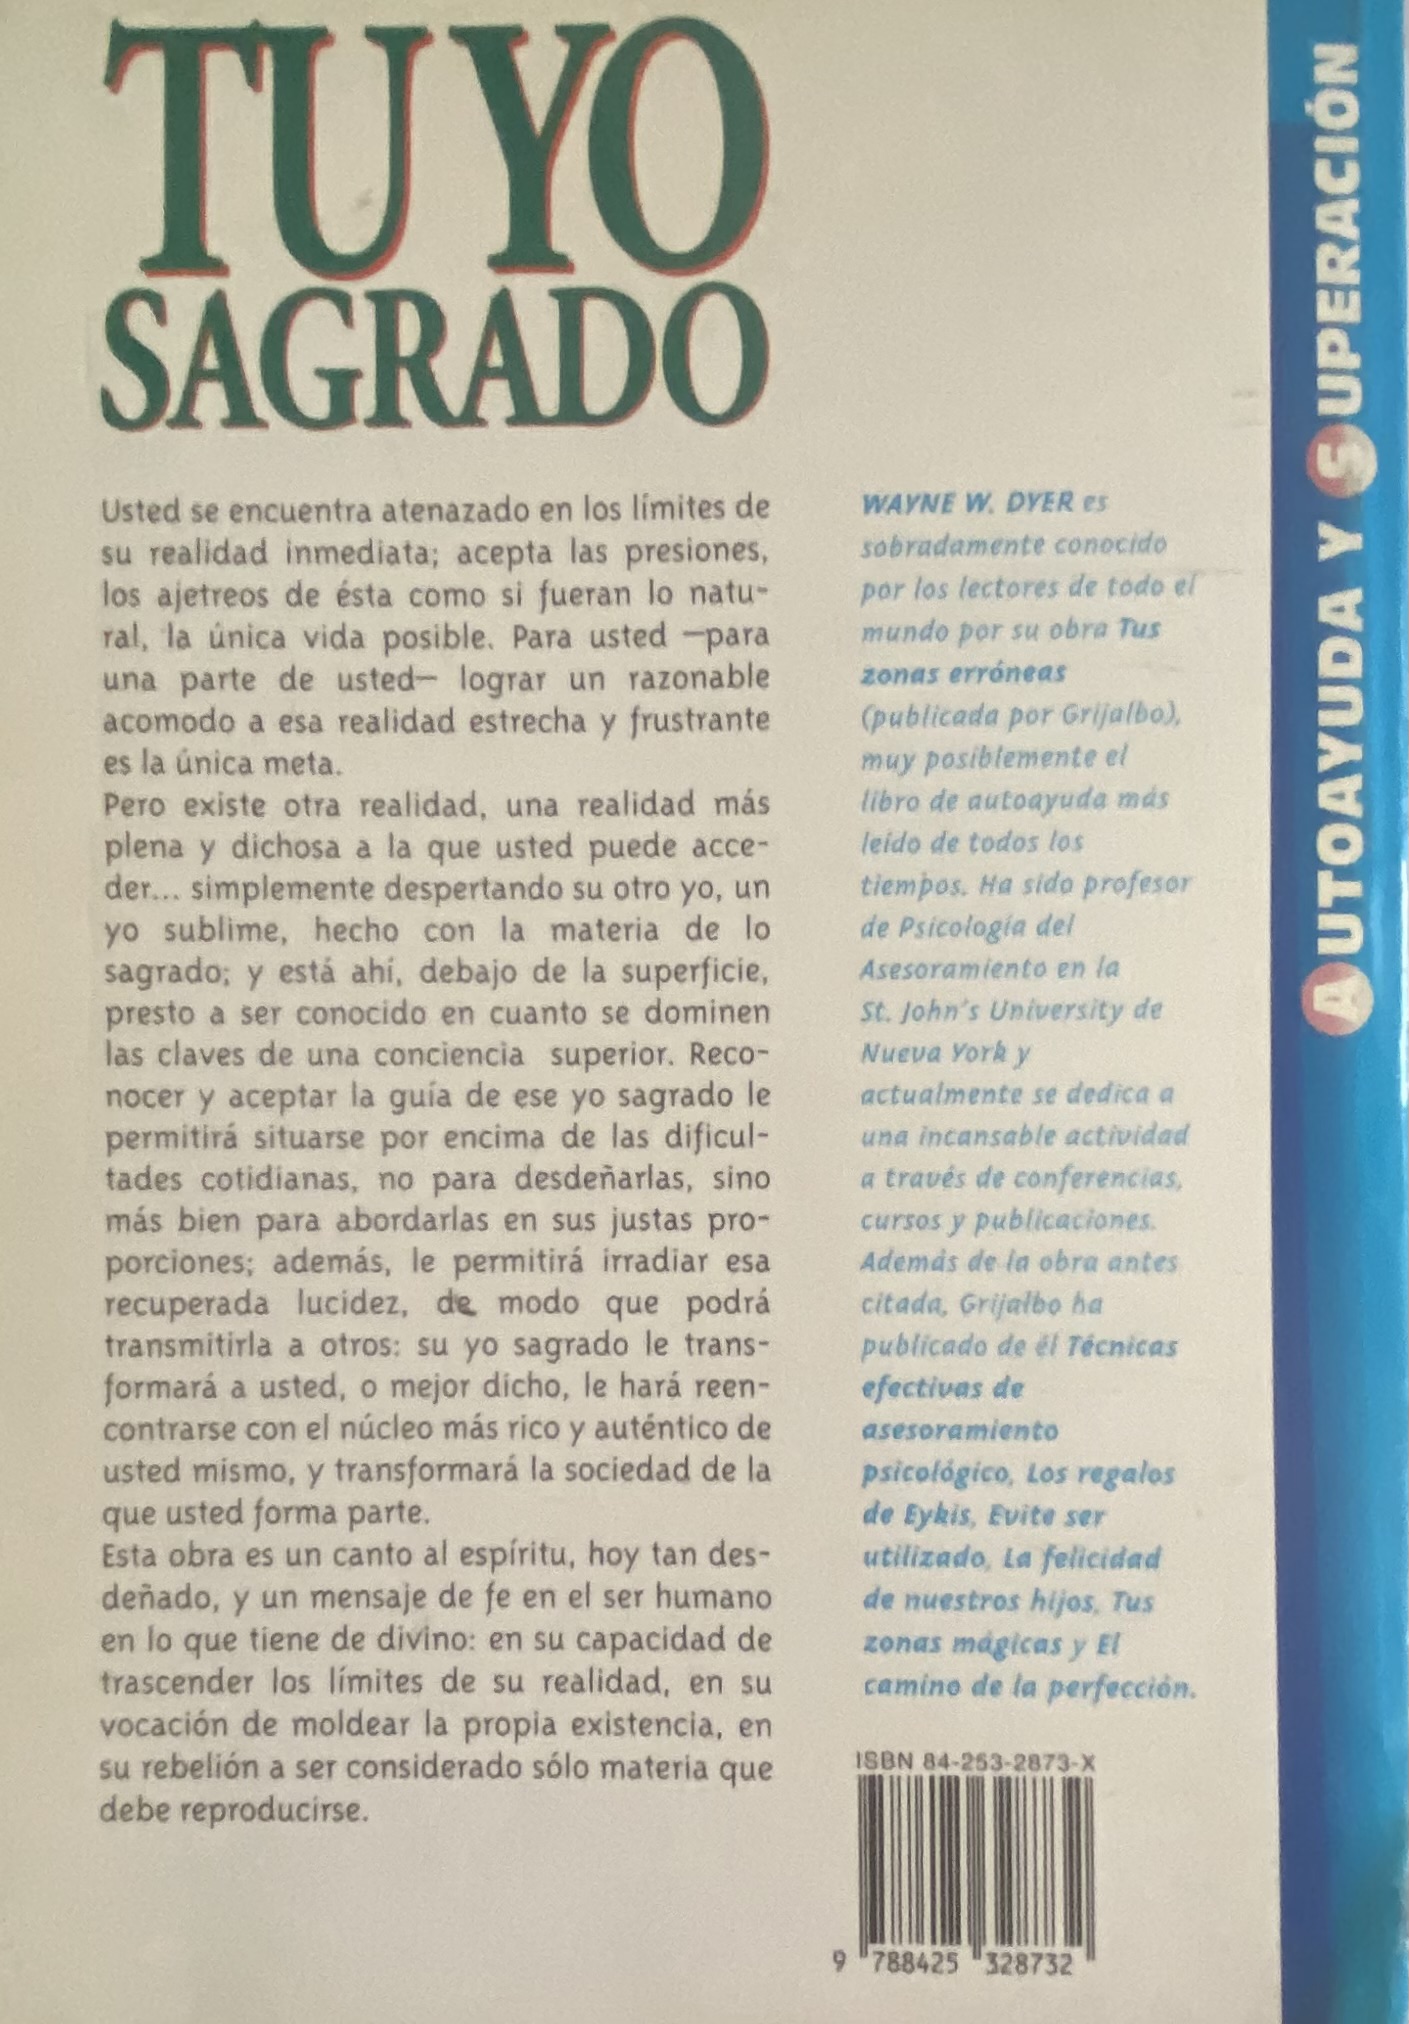 TU YO
SAGRADO
Usted se encuentra atenazado en los límites de
su realidad inmediata; acepta las presiones,
los ajetreos de ésta como si fueran lo natu-
ral, la única vida posible. Para usted —para
una parte de usted— lograr un razonable
acomodo a esa realidad estrecha y frustrante
es la única meta.
Pero existe otra realidad, una realidad más
plena y dichosa a la que usted puede acce-
der... simplemente despertando su otro yo, un
yo sublime, hecho con la materia de lo
sagrado; y está ahí, debajo de la superficie,
presto a ser conocido en cuanto se dominen
las claves de una conciencia superior. Reco-
nocer y aceptar la guía de ese yo sagrado le
permitirá situarse por encima de las dificul-
tades cotidianas, no para desdeñarlas, sino
más bien para abordarlas en sus justas pro-
porciones; además, le permitirá irradiar esa
recuperada lucidez, de modo que podrá
transmitirla a otros: su yo sagrado le trans-
formará a usted, o mejor dicho, le hará reen-
contrarse con el núcleo más rico y auténtico de
usted mismo, y transformará la sociedad de la
que usted forma parte.
Esta obra es un canto al espíritu, hoy tan des-
deñado, y un mensaje de fe en el ser humano
en lo que tiene de divino: en su capacidad de
trascender los límites de su realidad, en su
vocación de moldear la propia existencia, en
su rebelión a ser considerado sólo materia que
debe reproducirse.
WAYNE W. DYER es
sobradamente conocido
por los lectores de todo el
mundo por su obra Tus
zonas erróneas
(publicada por Grijalbo),
muy posiblemente el
libro de autoayuda más
leído de todos los
tiempos. Ha sido profesor
de Psicología del
Asesoramiento en la
St. John's University de
Nueva York y
actualmente se dedica a
una incansable actividad
a través de conferencias,
cursos y publicaciones.
Además de la obra antes
citada, Grijalbo ha
publicado de él Técnicas
efectivas de
asesoramiento
psicológico, Los regalos
de Eykis, Evite ser
utilizado, La felicidad
de nuestros hijos, Tus
zonas mágicas y El
camino de la perfección.
ISBN 84-253-2873-X
9 788425 328732
AUTOAYUDA Y SUPERACIÓN